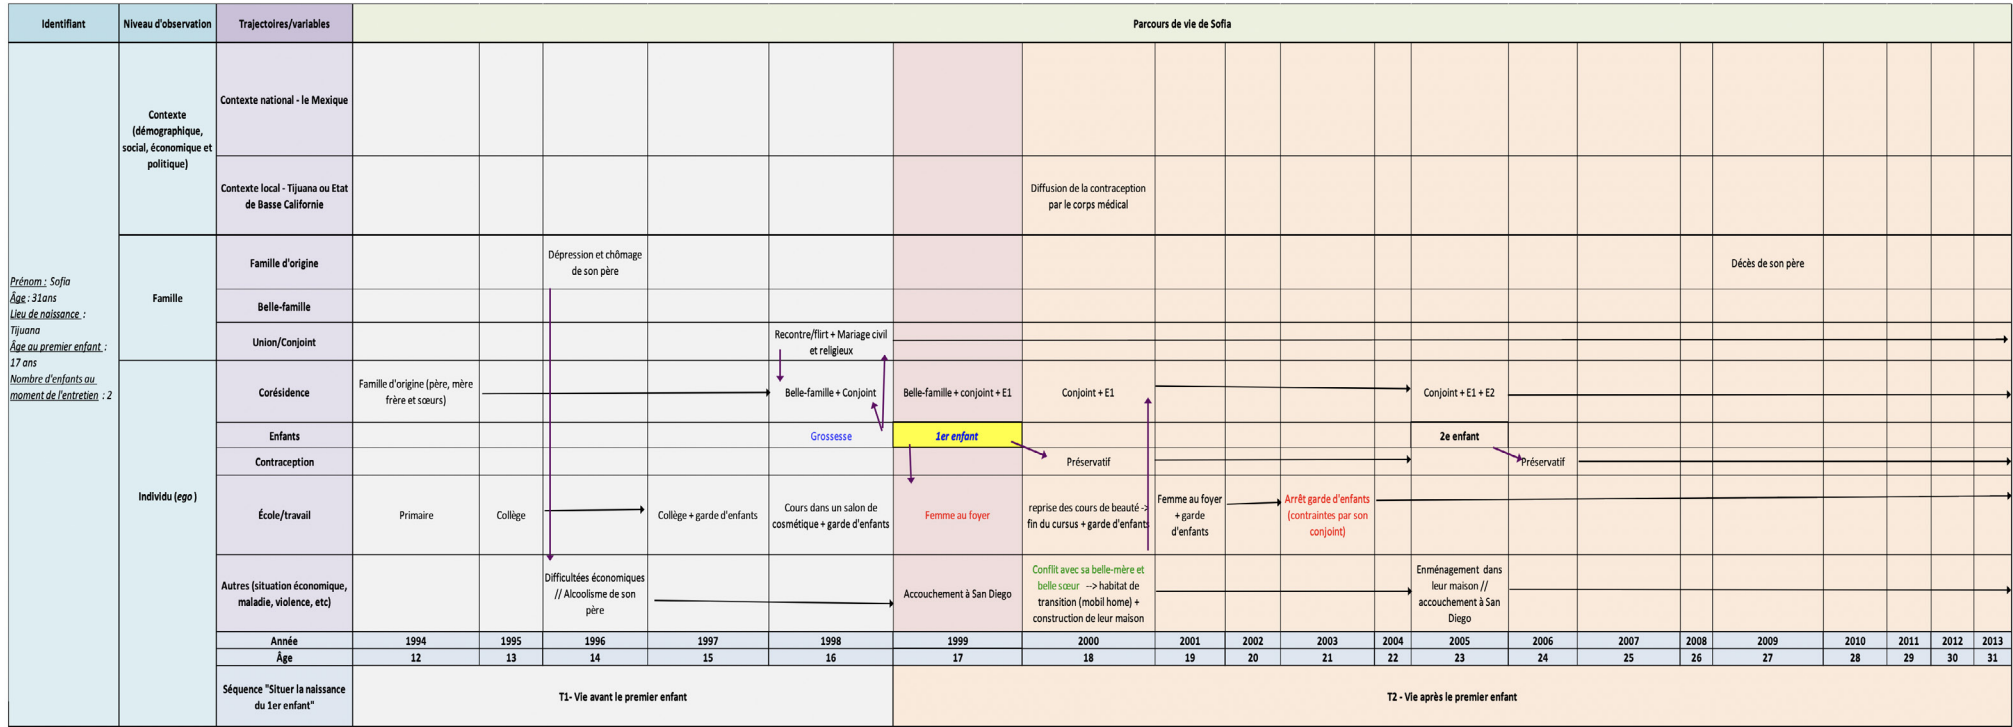 Identifiant
Niveau d'observation
Trajectoires/variables
Parcours de vie de Sofia
Prénom : Sofia
Âge : 31ans
Lieu de naissance :
Tijuana
Âge au premier enfant :
17 ans
Nombre d'enfants au
moment de l'entretien : 2
Contexte
(démographique,
social, économique et
politique)
Contexte national - le Mexique
Contexte local - Tijuana ou Etat
de Basse Californie
Diffusion de la contraception
par le corps médical
Famille
Famille d'origine
Dépression et chômage
de son père
Décès de son père
Belle-famille
Union/Conjoint
Recontre/flirt + Mariage civil
et religieux
Individu (ego )
Corésidence
Famille d'origine (père, mère
frère et sœurs)
Belle-famille + Conjoint
Belle-famille + conjoint + E1
Conjoint + E1
Conjoint + E1 + E2
Enfants
Grossesse
1er enfant
2e enfant
Contraception
Préservatif
Préservatif
École/travail
Primaire
Collège
Collège + garde d'enfants
Cours dans un salon de
cosmétique + garde d'enfants
Femme au foyer
reprise des cours de beauté ->
fin du cursus + garde d'enfants
Femme au foyer
+ garde
d'enfants
Arrêt garde d'enfants
(contraintes par son
conjoint)
Autres (situation économique,
maladie, violence, etc)
Difficultées économiques
// Alcoolisme de son
père
Accouchement à San Diego
Conflit avec sa belle-mère et
belle sœur --> habitat de
transition (mobil home) +
construction de leur maison
Enménagement dans
leur maison //
accouchement à San
Diego
Année
1994 1995 1996 1997 1998 1999 2000 2001 2002 2003 2004 2005 2006 2007 2008 2009 2010 2011 2012 2013
Âge
12 13 14 15 16 17 18 19 20 21 22 23 24 25 26 27 28 29 30 31
Séquence "Situer la naissance
du 1er enfant"
T1- Vie avant le premier enfant
T2 - Vie après le premier enfant